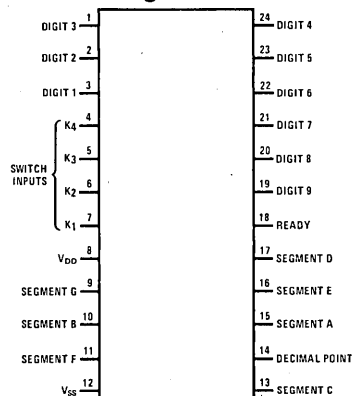 DIGIT 3 1
DIGIT 2 2
DIGIT 1 3
SWITCH INPUTS
K4 4
K3 5
K2 6
K1 7
VDD 8
SEGMENT G 9
SEGMENT B 10
SEGMENT F 11
VSS 12
24 DIGIT 4
23 DIGIT 5
22 DIGIT 6
21 DIGIT 7
20 DIGIT 8
19 DIGIT 9
18 READY
17 SEGMENT D
16 SEGMENT E
15 SEGMENT A
14 DECIMAL POINT
13 SEGMENT C